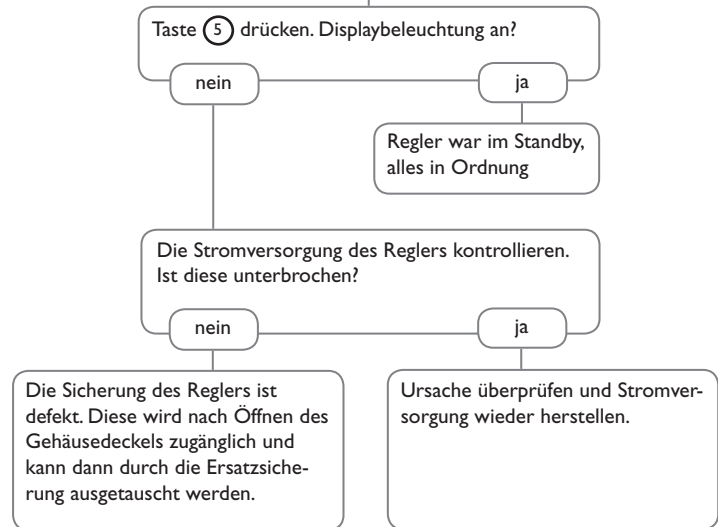 Taste 5 drücken. Displaybeleuchtung an?
nein
ja
Regler war im Standby,
alles in Ordnung
Die Stromversorgung des Reglers kontrollieren.
Ist diese unterbrochen?
nein
ja
Die Sicherung des Reglers ist
defekt. Diese wird nach Öffnen des
Gehäusedeckels zugänglich und
kann dann durch die Ersatzsiche-
rung ausgetauscht werden.
Ursache überprüfen und Stromver-
sorgung wieder herstellen.